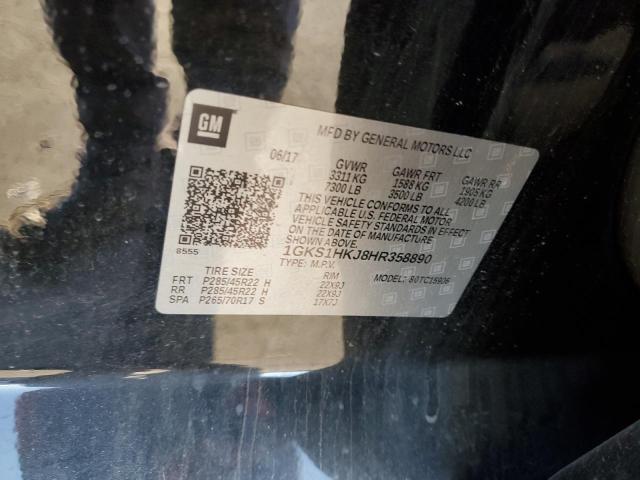 GM
MFD BY GENERAL MOTORS LLC
06/17 GVWR GAWR FRT GAWR RR
3311 KG 1588 KG 1905 KG
7300 LB 3500 LB 4200 LB
THIS VEHICLE CONFORMS TO ALL
APPLICABLE U.S. FEDERAL MOTOR
VEHICLE SAFETY STANDARDS IN EFFECT
ON THE DATE OF MANUFACTURE
SHOWN ABOVE.
8555
1GKS1HKJ8HR358890
TYPE: M.P.V.
TIRE SIZE RIM
FRT P285/45R22 H 22X9J
RR P285/45R22 H 22X9J
SPA P265/70R17 S 17X7J